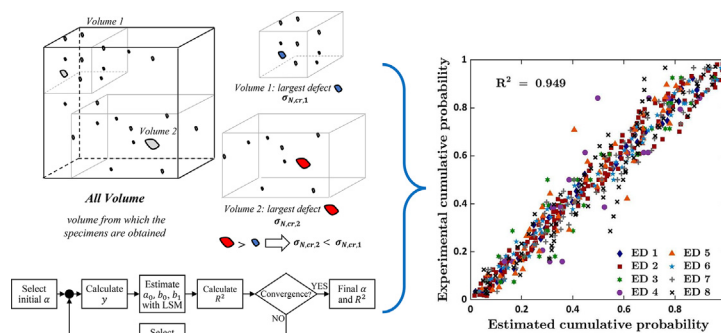 Volume 1
Volume 2
All Volume
volume from which the
specimens are obtained
Volume 1: largest defect
σN,cr,1
Volume 2: largest defect
σN,cr,2
> σN,cr,2 < σN,cr,1
Select
initial α
Calculate
y
Estimate
a0, b0, b1
with LSM
Calculate
R²
Convergence?
YES
NO
Final α
and R²
Select
Experimental cumulative probability
1
0.8
0.6
0.4
0.2
0
R² = 0.949
ED 1
ED 2
ED 3
ED 4
ED 5
ED 6
ED 7
ED 8
0 0.2 0.4 0.6 0.8
Estimated cumulative probability